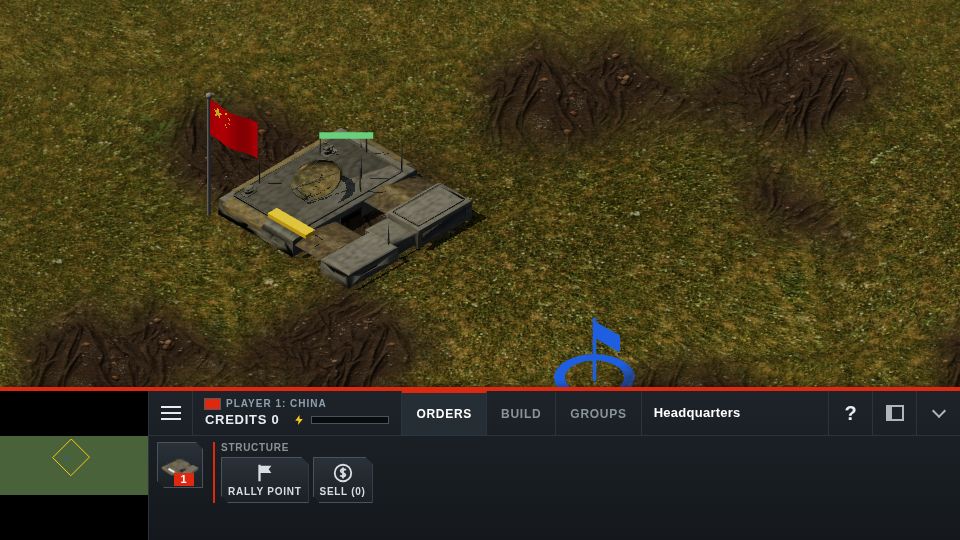 PLAYER 1: CHINA
CREDITS 0
ORDERS
BUILD
GROUPS
Headquarters
?
STRUCTURE
1
RALLY POINT
SELL (0)